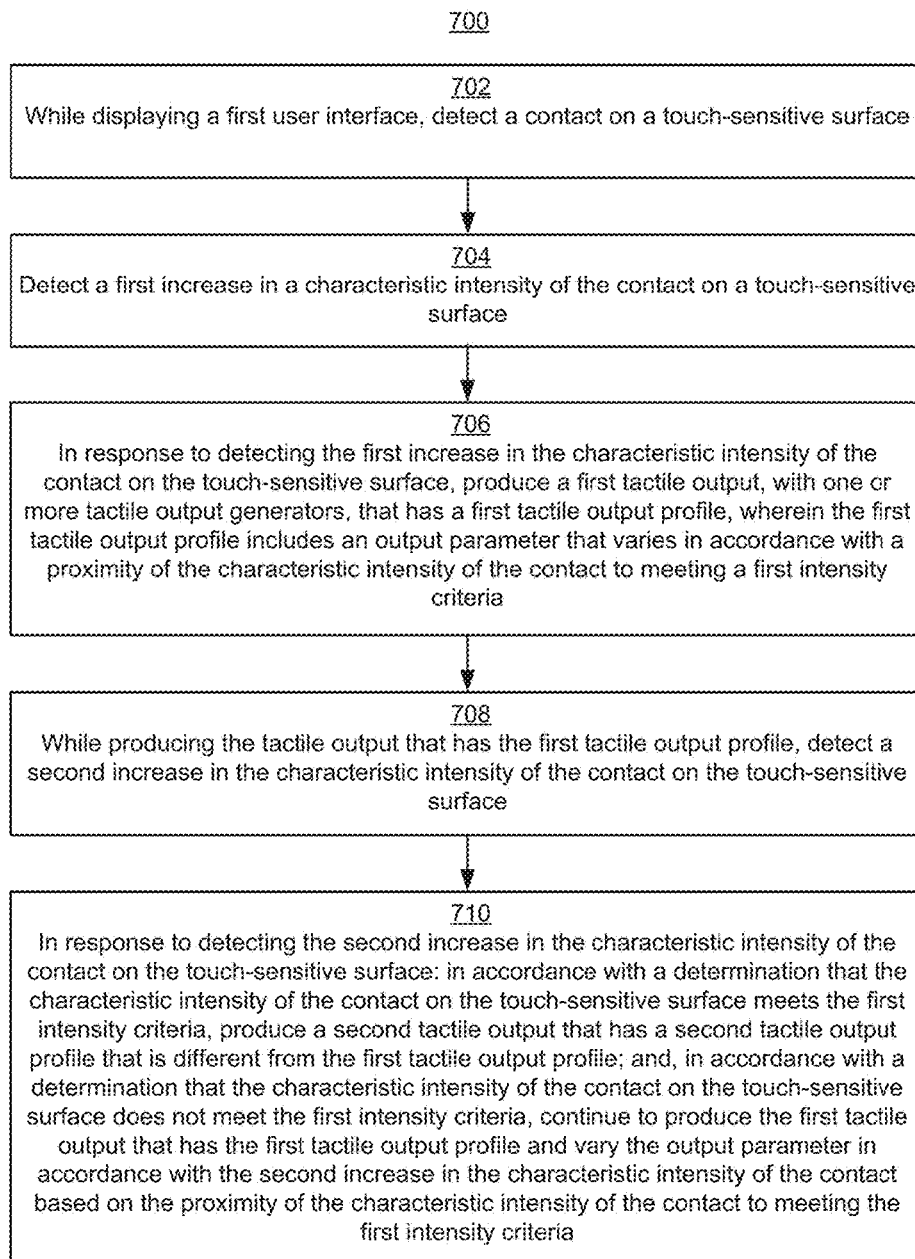 700
702
While displaying a first user interface, detect a contact on a touch-sensitive surface
704
Detect a first increase in a characteristic intensity of the contact on a touch-sensitive
surface
706
In response to detecting the first increase in the characteristic intensity of the
contact on the touch-sensitive surface, produce a first tactile output, with one or
more tactile output generators, that has a first tactile output profile, wherein the first
tactile output profile includes an output parameter that varies in accordance with a
proximity of the characteristic intensity of the contact to meeting a first intensity
criteria
708
While producing the tactile output that has the first tactile output profile, detect a
second increase in the characteristic intensity of the contact on the touch-sensitive
surface
710
In response to detecting the second increase in the characteristic intensity of the
contact on the touch-sensitive surface: in accordance with a determination that the
characteristic intensity of the contact on the touch-sensitive surface meets the first
intensity criteria, produce a second tactile output that has a second tactile output
profile that is different from the first tactile output profile; and, in accordance with a
determination that the characteristic intensity of the contact on the touch-sensitive
surface does not meet the first intensity criteria, continue to produce the first tactile
output that has the first tactile output profile and vary the output parameter in
accordance with the second increase in the characteristic intensity of the contact
based on the proximity of the characteristic intensity of the contact to meeting the
first intensity criteria